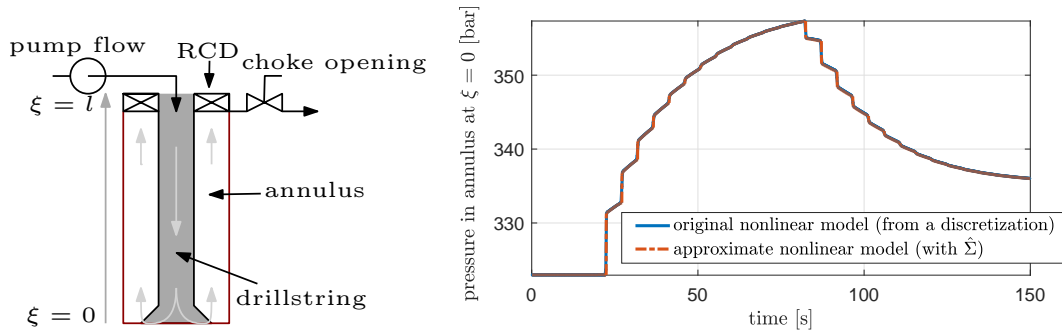 pump flow
RCD
choke opening
ξ = l
annulus
drillstring
ξ = 0
pressure in annulus at ξ = 0 [bar]
350
340
330
0
50
100
150
time [s]
original nonlinear model (from a discretization)
approximate nonlinear model (with Σ̂)